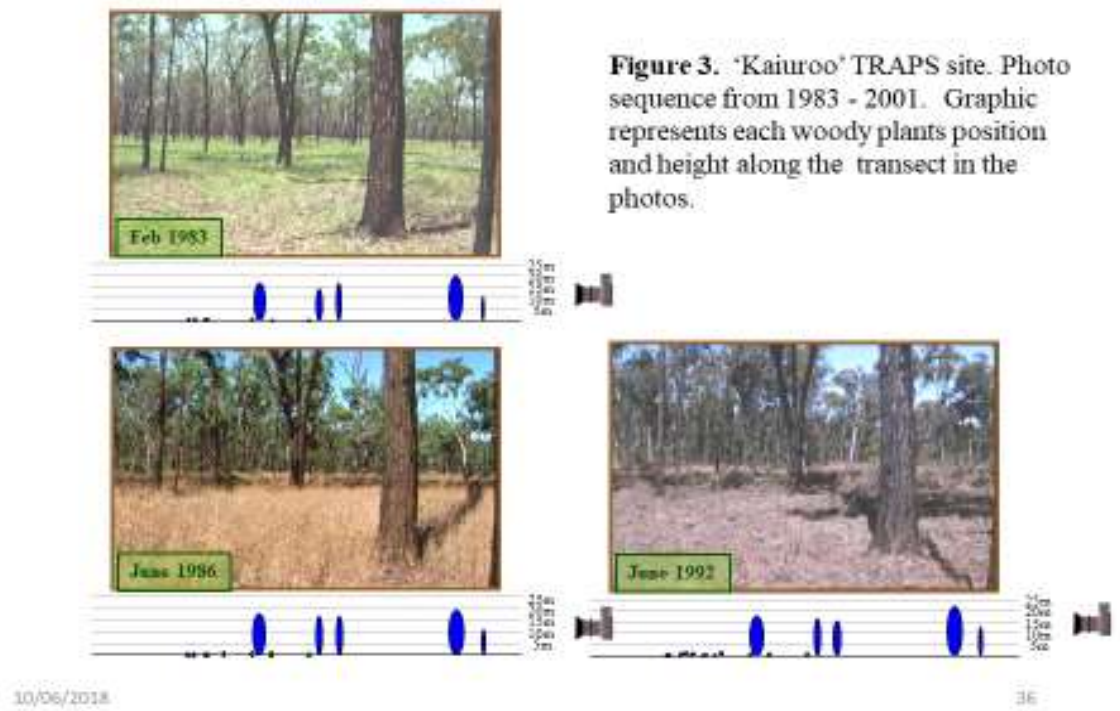 Figure 3. ‘Kaiuroo’ TRAPS site. Photo
sequence from 1983 - 2001. Graphic
represents each woody plants position
and height along the transect in the
photos.
Feb 1983
June 1986
June 1992
10/06/2018
36